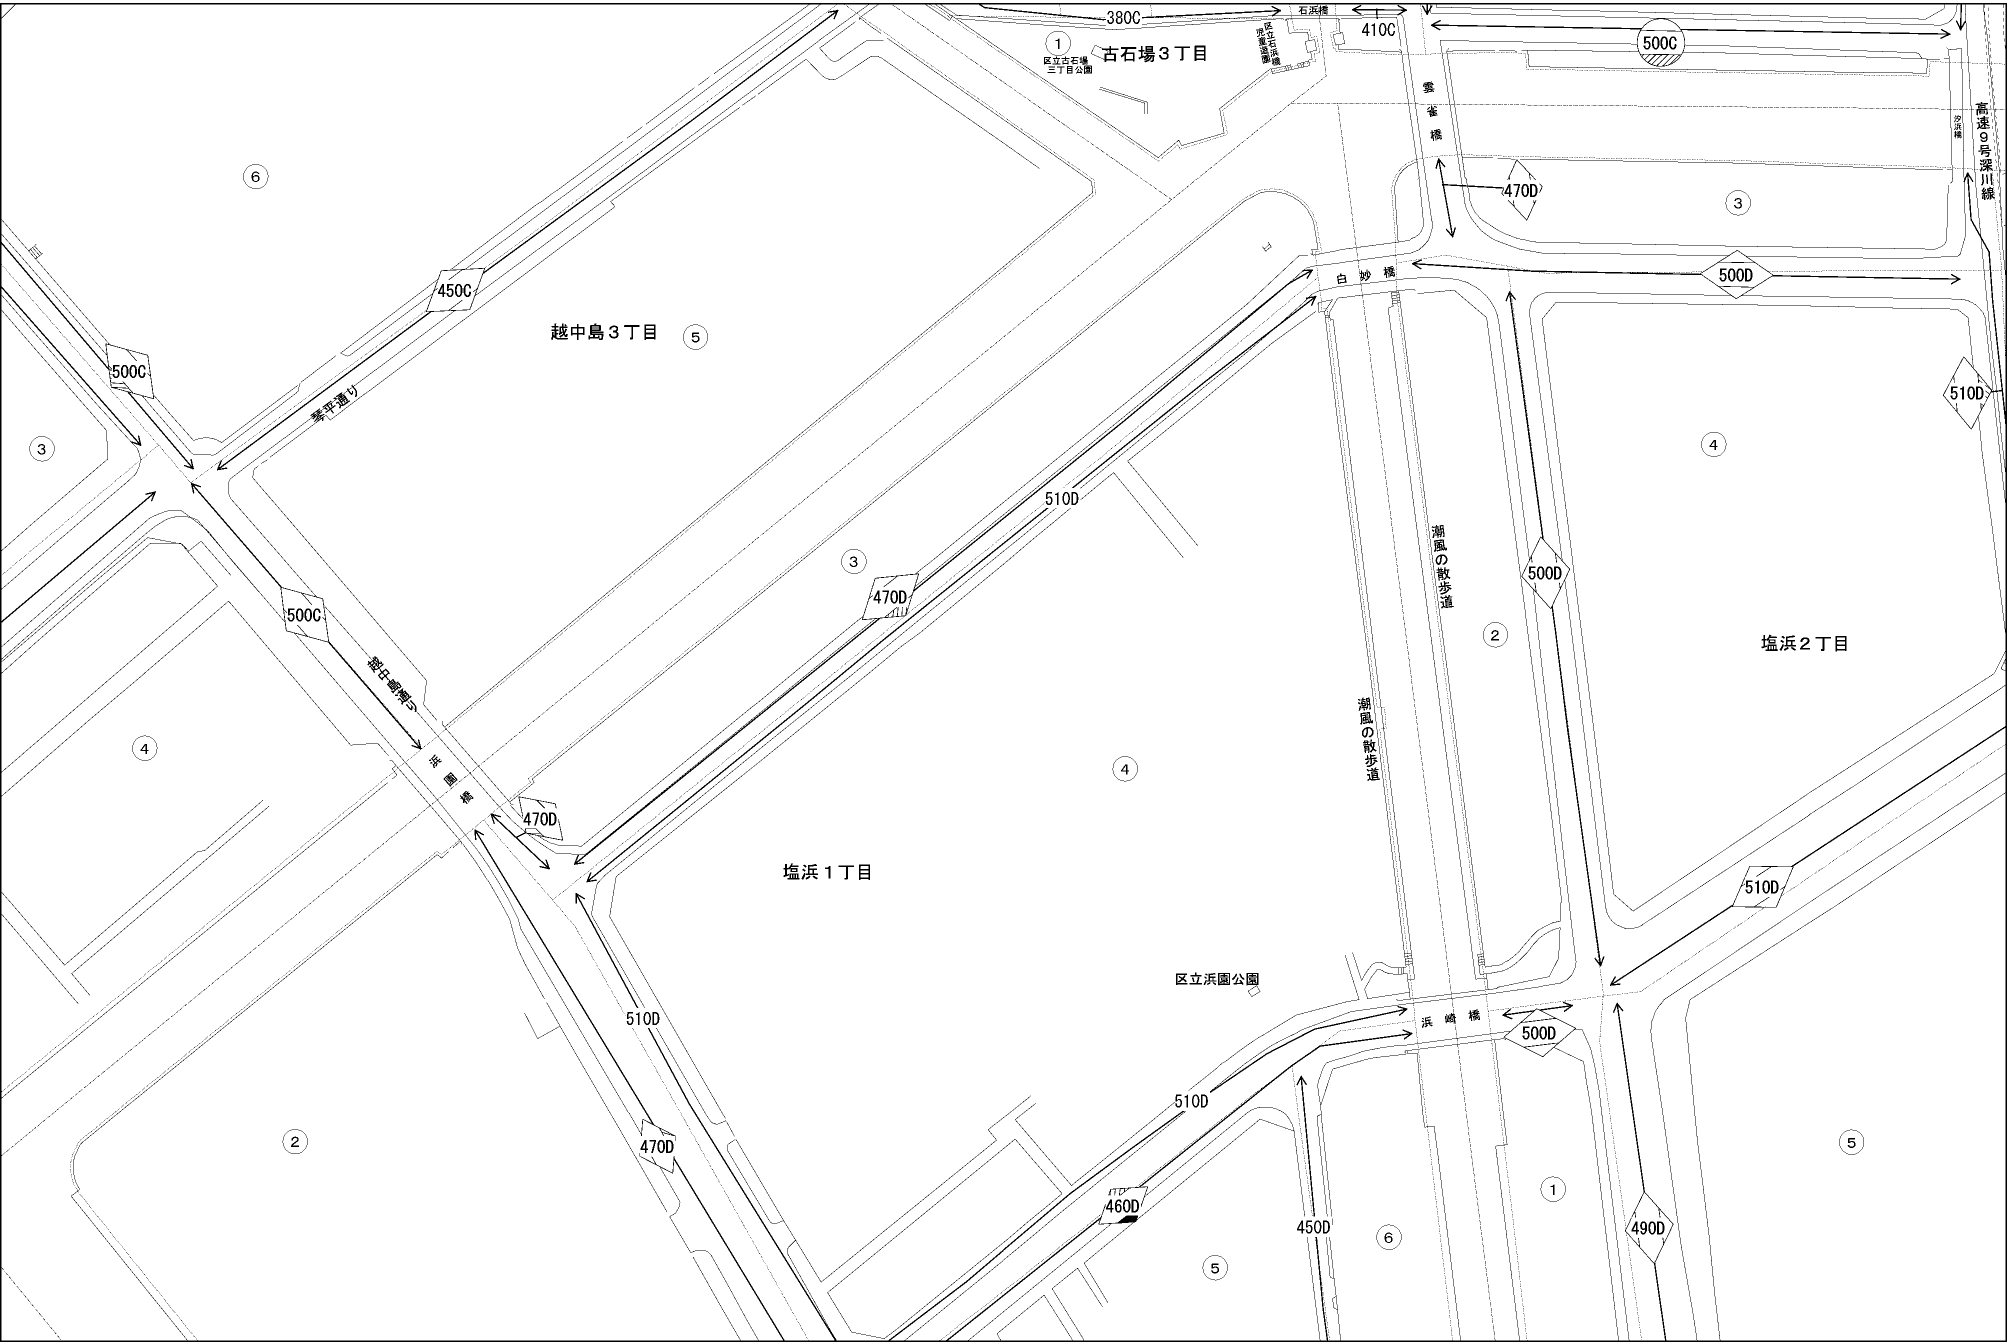 380C
石浜橋
410C
500C
①
区立古石場
三丁目公園
古石場３丁目
区立石浜橋
児童遊園
雲雀橋
汐浜橋
高速９号深川線
⑥
470D
③
450C
白妙橋
500D
越中島３丁目
⑤
500C
琴平通り
510D
③
④
510D
潮風の散歩道
③
500D
470D
500C
②
塩浜２丁目
越中島通り
潮風の散歩道
④
浜園橋
④
470D
塩浜１丁目
510D
区立浜園公園
510D
浜崎橋
500D
510D
②
470D
⑤
①
460D
450D
490D
⑥
⑤